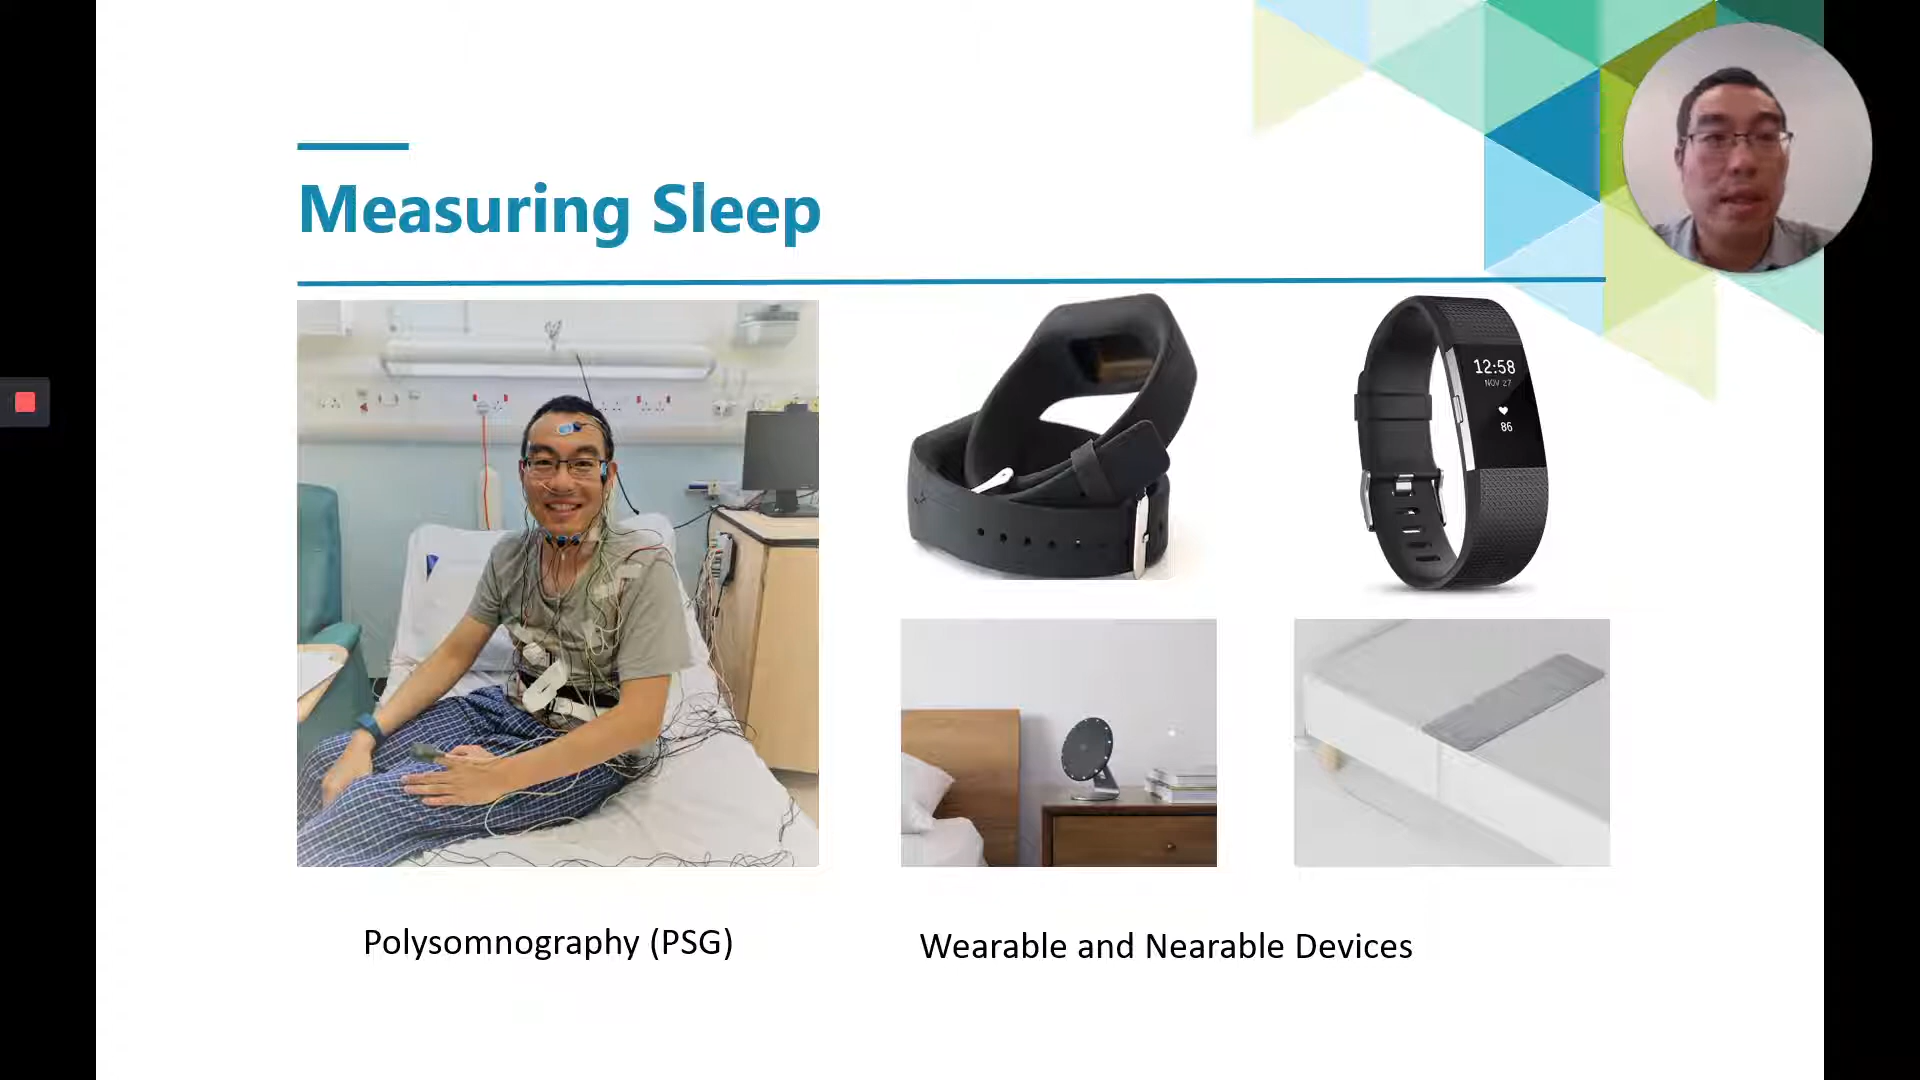 Measuring Sleep
12:58
NOV 27
86
Polysomnography (PSG)
Wearable and Nearable Devices